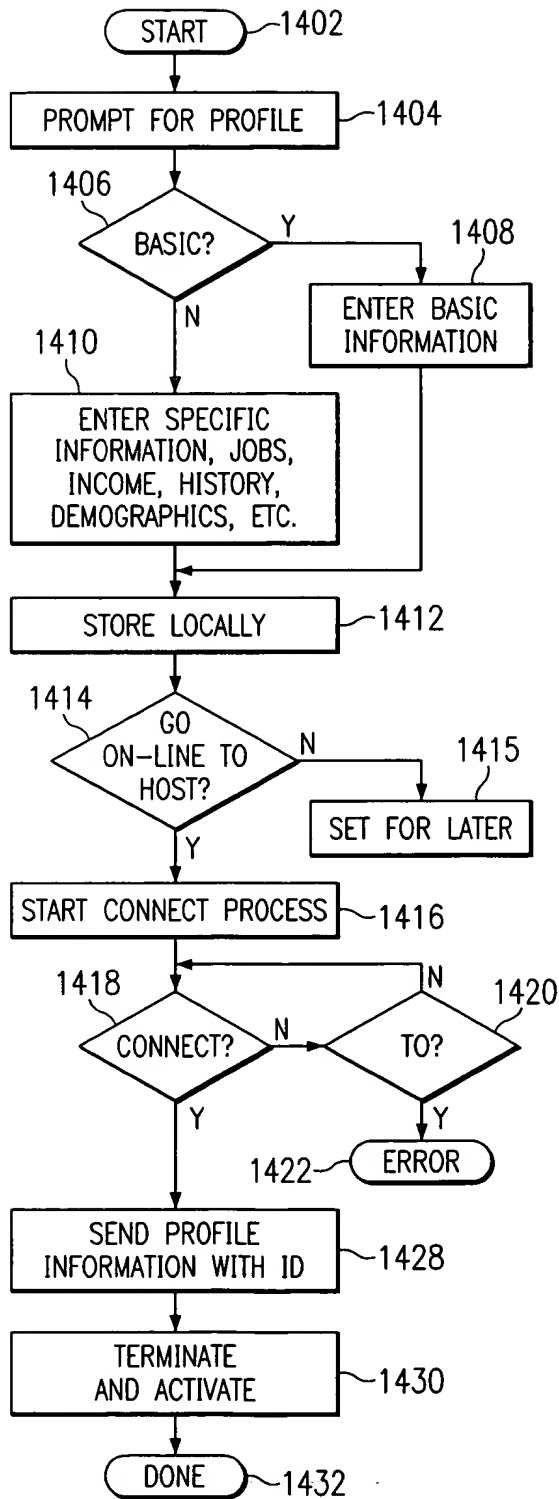 START
1402
PROMPT FOR PROFILE
1404
1406
BASIC?
Y
N
1408
ENTER BASIC
INFORMATION
1410
ENTER SPECIFIC
INFORMATION, JOBS,
INCOME, HISTORY,
DEMOGRAPHICS, ETC.
STORE LOCALLY
1412
1414
GO
ON-LINE TO
HOST?
N
Y
1415
SET FOR LATER
START CONNECT PROCESS
1416
1418
CONNECT?
N
Y
N
1420
TO?
Y
1422
ERROR
SEND PROFILE
INFORMATION WITH ID
1428
TERMINATE
AND ACTIVATE
1430
DONE
1432